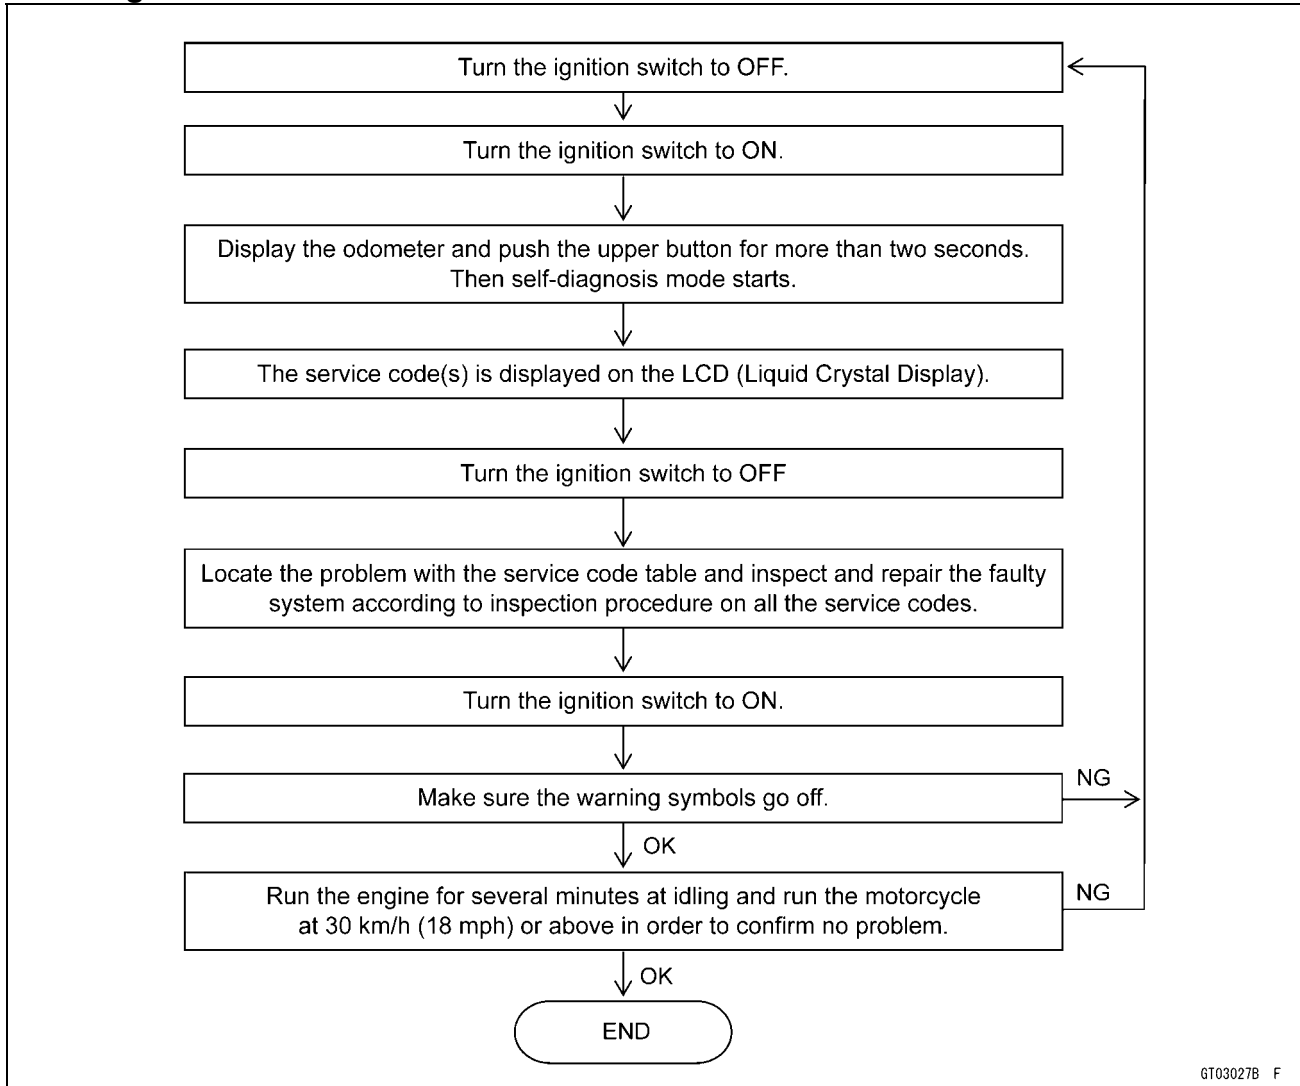 Turn the ignition switch to OFF.
Turn the ignition switch to ON.
Display the odometer and push the upper button for more than two seconds.
Then self-diagnosis mode starts.
The service code(s) is displayed on the LCD (Liquid Crystal Display).
Turn the ignition switch to OFF
Locate the problem with the service code table and inspect and repair the faulty
system according to inspection procedure on all the service codes.
Turn the ignition switch to ON.
Make sure the warning symbols go off.
NG
OK
Run the engine for several minutes at idling and run the motorcycle
at 30 km/h (18 mph) or above in order to confirm no problem.
NG
OK
END
GT03027B F